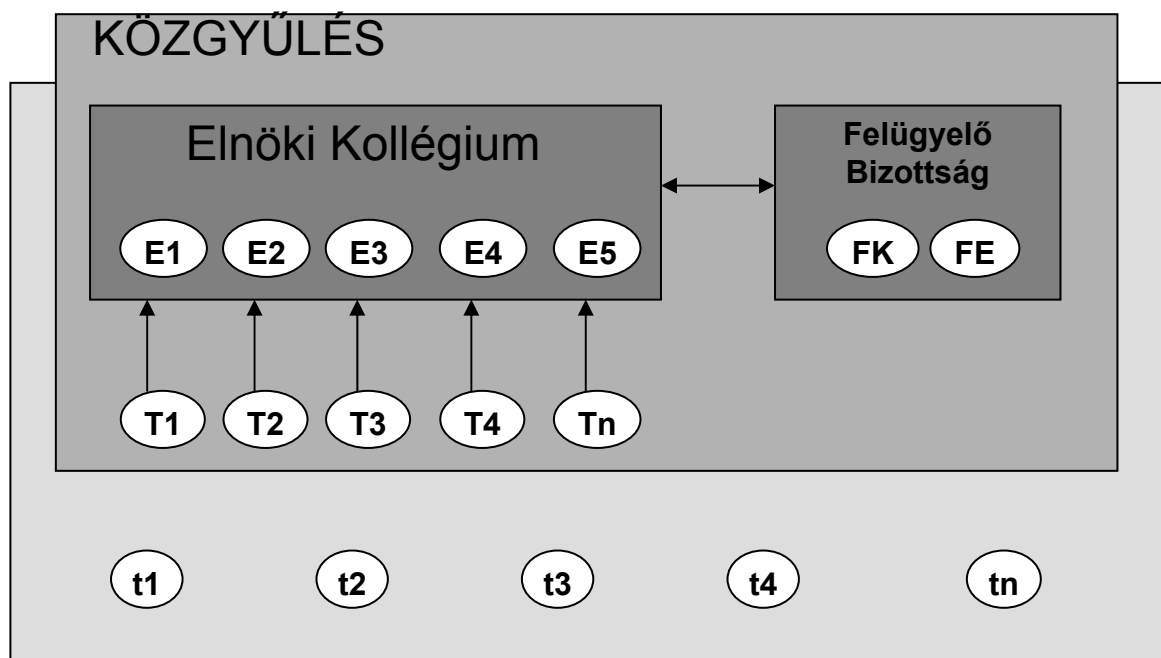 KÖZGYŰLÉS
Elnöki Kollégium
Felügyelő
Bizottság
E1 E2 E3 E4 E5
FK FE
T1 T2 T3 T4 Tn
t1 t2 t3 t4 tn